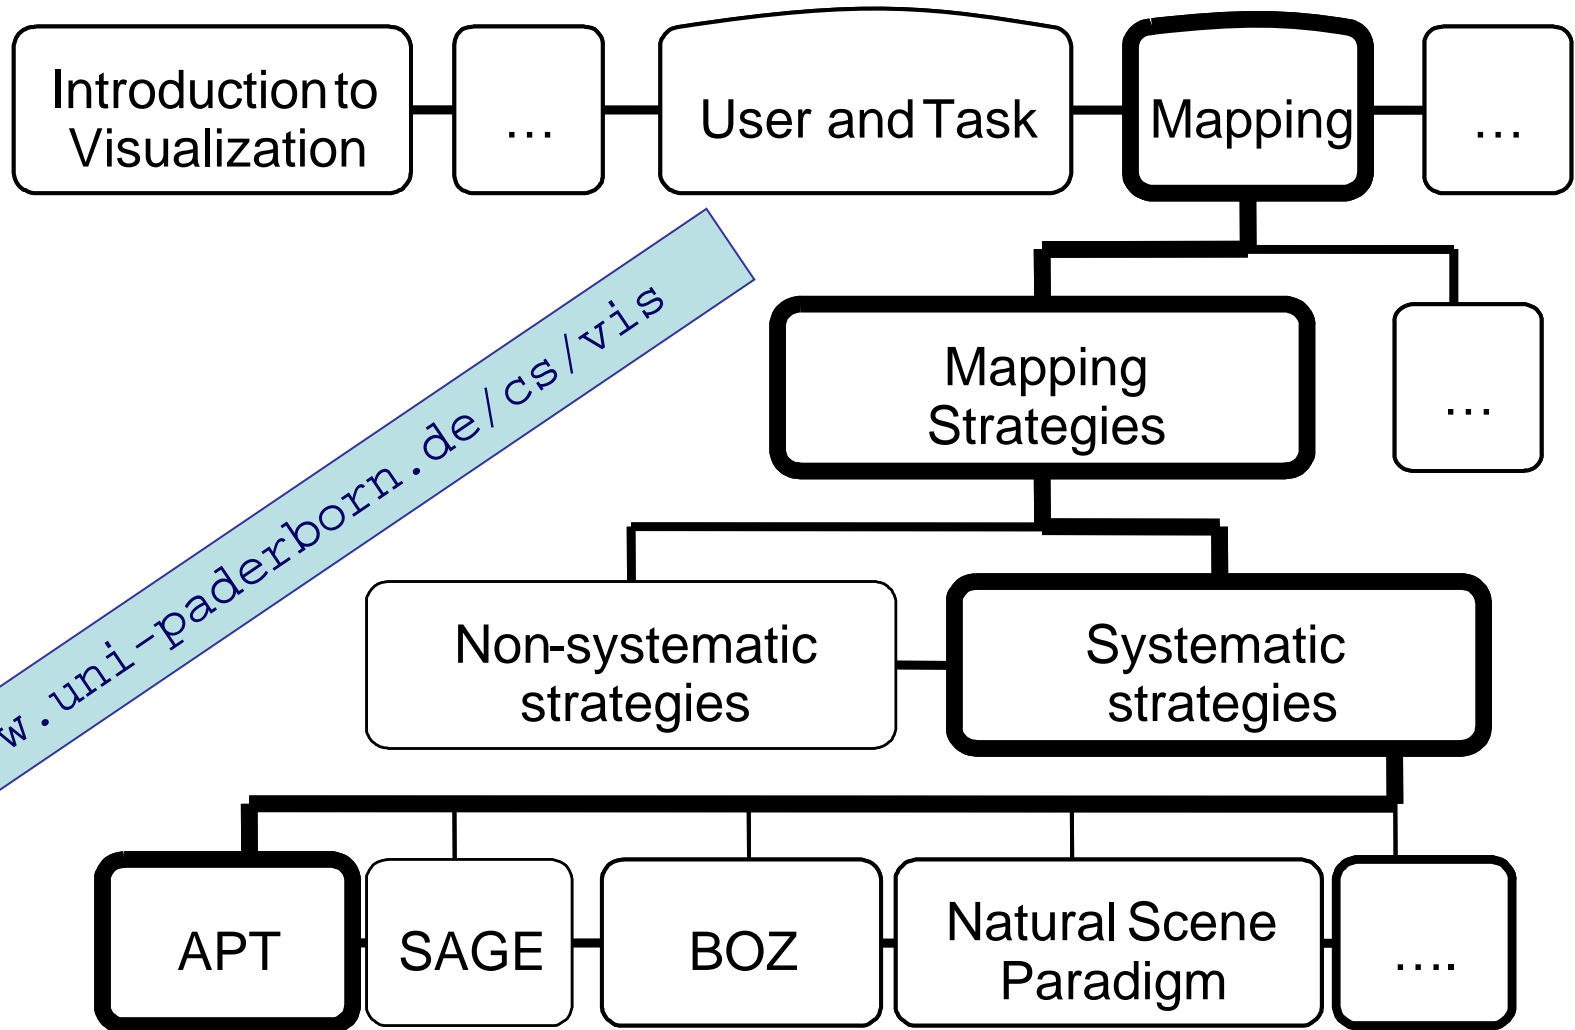 Introduction to
Visualization
…
User and Task
Mapping
…
Mapping
Strategies
…
w.uni-paderborn.de/cs/vis
Non-systematic
strategies
Systematic
strategies
APT
SAGE
BOZ
Natural Scene
Paradigm
….